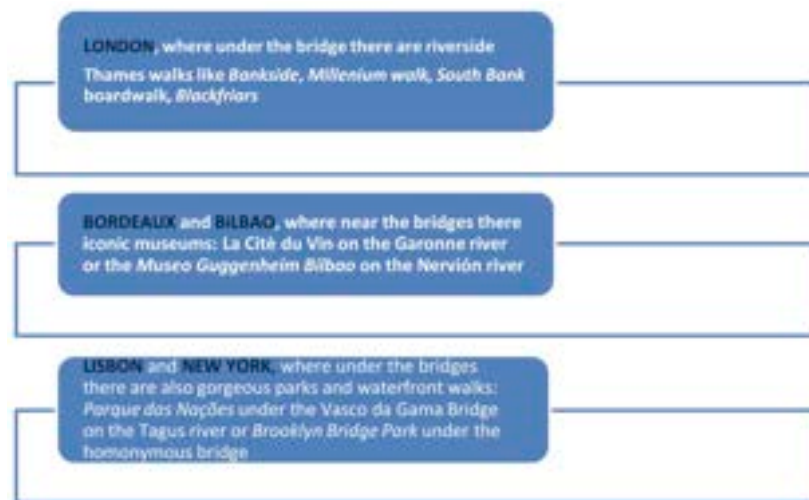 LONDON, where under the bridge there are riverside
Thames walks like Bankside, Millenium walk, South Bank
boardwalk, Blackfriars
BORDEAUX and BILBAO, where near the bridges there
iconic museums: La Citè du Vin on the Garonne river
or the Museo Guggenheim Bilbao on the Nervión river
LISBON and NEW YORK, where under the bridges
there are also gorgeous parks and waterfront walks:
Parque das Nações under the Vasco da Gama Bridge
on the Tagus river or Brooklyn Bridge Park under the
homonymous bridge